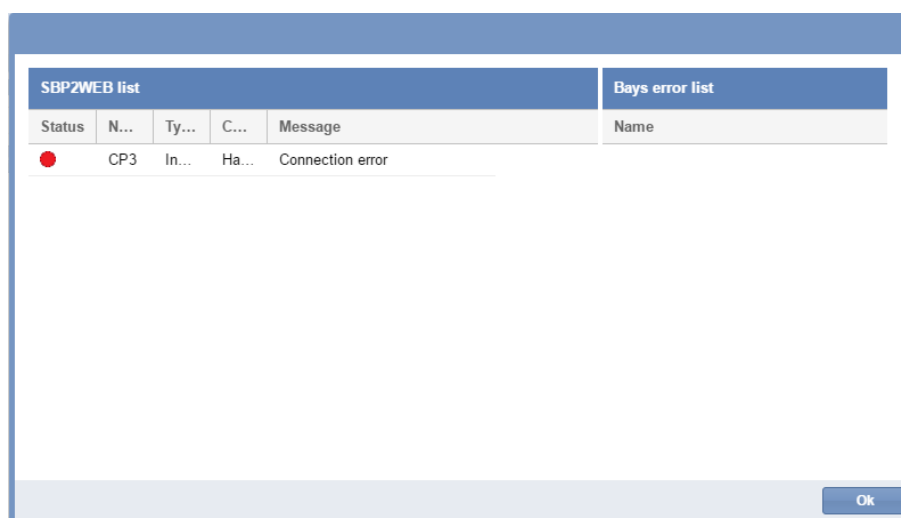 SBP2WEB list
Bays error list
Status N... Ty... C... Message
Name
CP3 In... Ha... Connection error
Ok